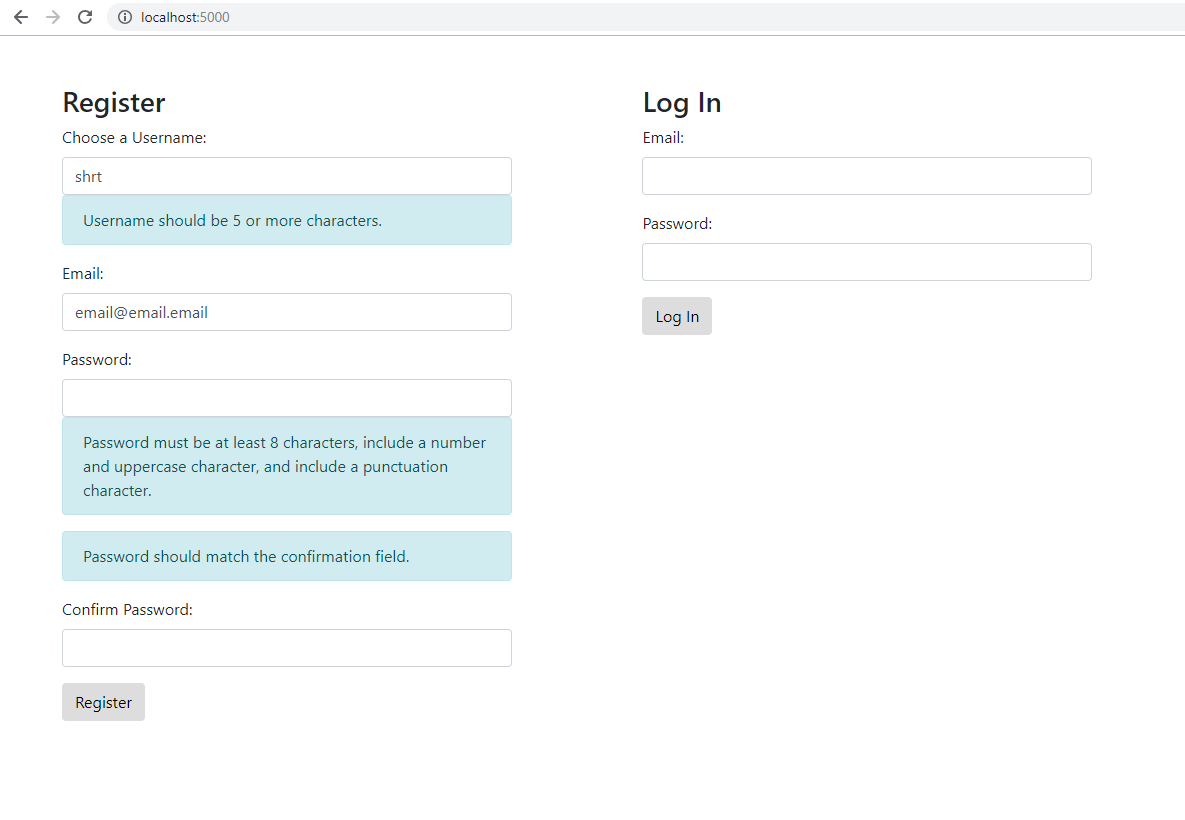 localhost:5000
Register
Choose a Username:
shrt
Username should be 5 or more characters.
Email:
email@email.email
Password:
Password must be at least 8 characters, include a number
and uppercase character, and include a punctuation
character.
Password should match the confirmation field.
Confirm Password:
Register
Log In
Email:
Password:
Log In